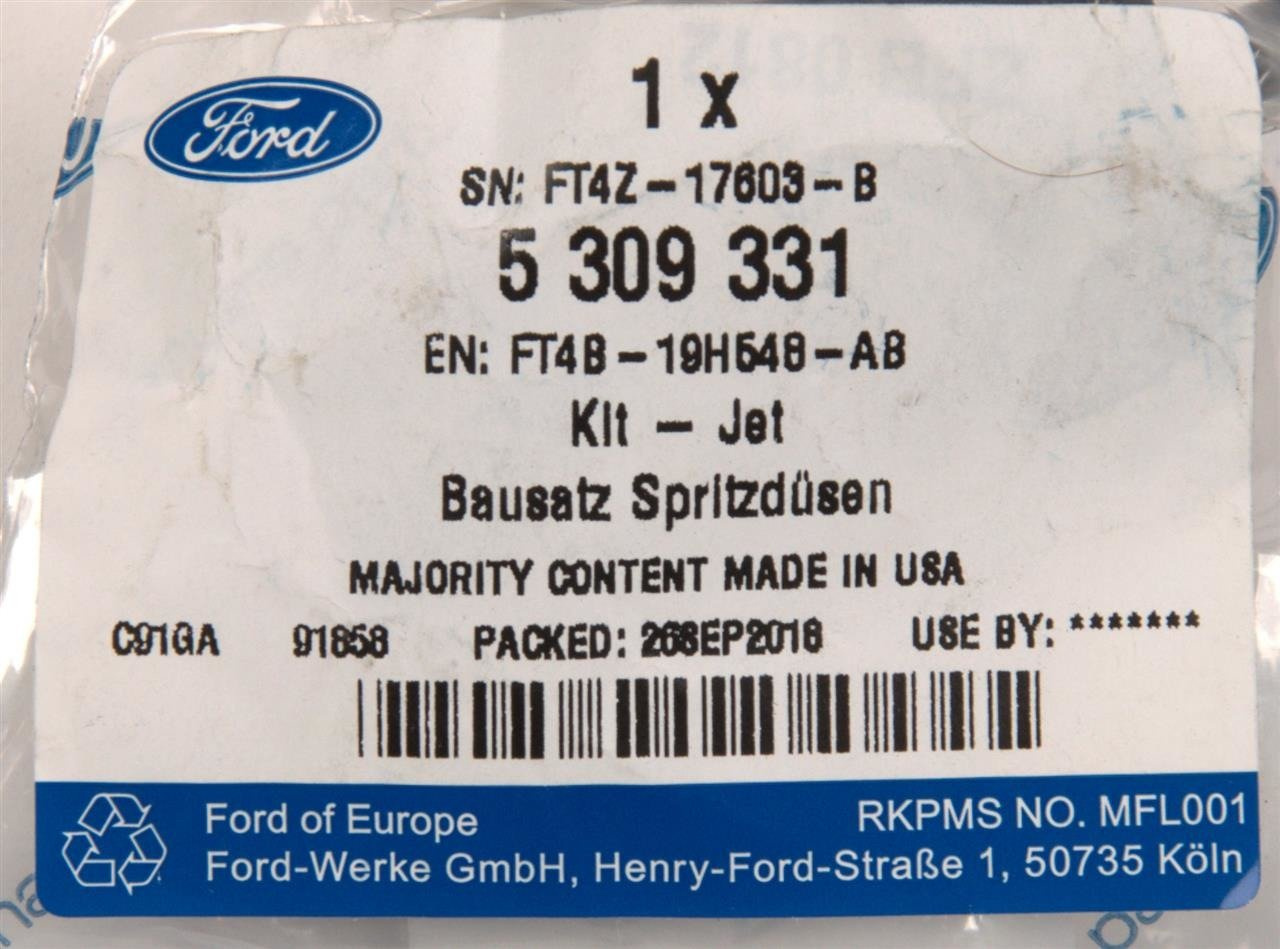 Ford
1 x
SN: FT4Z-17603-B
5 309 331
EN: FT4B-19H548-AB
Kit - Jet
Bausatz Spritzdüsen
MAJORITY CONTENT MADE IN USA
C91GA 91858 PACKED: 26SEP2018 USE BY: *******
Ford of Europe RKPMS NO. MFL001
Ford-Werke GmbH, Henry-Ford-Straße 1, 50735 Köln